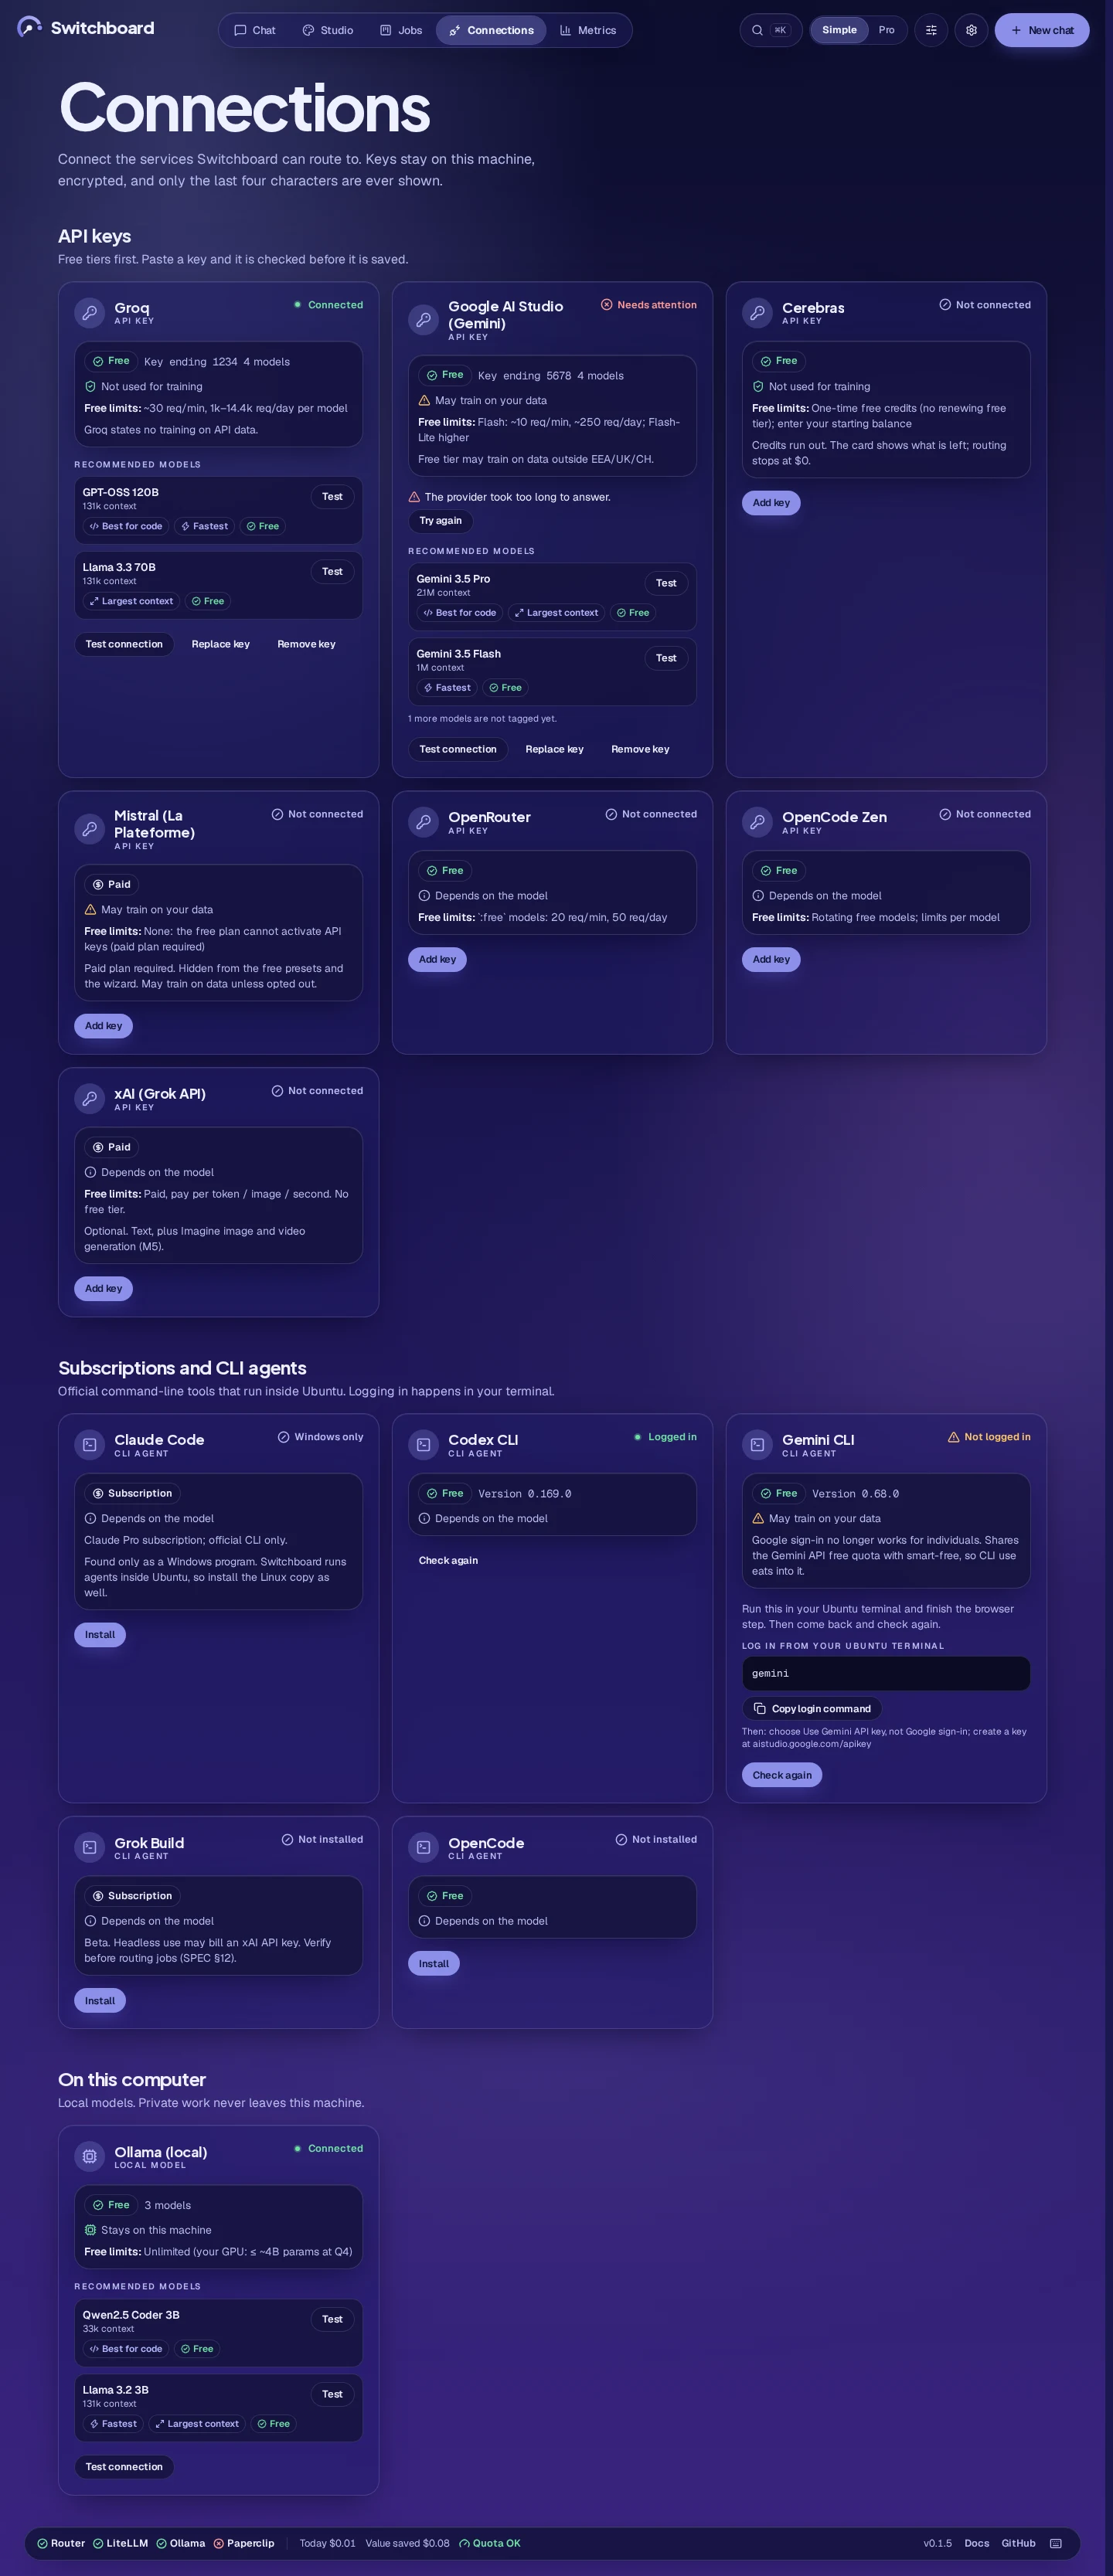 Switchboard
Chat
Studio
Jobs
Connections
Metrics
⌘K
Simple
Pro
New chat
Connections
Connect the services Switchboard can route to. Keys stay on this machine,
encrypted, and only the last four characters are ever shown.
API keys
Free tiers first. Paste a key and it is checked before it is saved.
Groq
API KEY
Connected
Free Key ending 1234 4 models
Not used for training
Free limits: ~30 req/min, 1k–14.4k req/day per model
Groq states no training on API data.
RECOMMENDED MODELS
GPT-OSS 120B
131k context
Test
Best for code Fastest Free
Llama 3.3 70B
131k context
Test
Largest context Free
Test connection Replace key Remove key
Google AI Studio
(Gemini)
API KEY
Needs attention
Free Key ending 5678 4 models
May train on your data
Free limits: Flash: ~10 req/min, ~250 req/day; Flash-
Lite higher
Free tier may train on data outside EEA/UK/CH.
The provider took too long to answer.
Try again
RECOMMENDED MODELS
Gemini 3.5 Pro
2.1M context
Test
Best for code Largest context Free
Gemini 3.5 Flash
1M context
Test
Fastest Free
1 more models are not tagged yet.
Test connection Replace key Remove key
Cerebras
API KEY
Not connected
Free
Not used for training
Free limits: One-time free credits (no renewing free
tier); enter your starting balance
Credits run out. The card shows what is left; routing
stops at $0.
Add key
Mistral (La
Plateforme)
API KEY
Not connected
Paid
May train on your data
Free limits: None: the free plan cannot activate API
keys (paid plan required)
Paid plan required. Hidden from the free presets and
the wizard. May train on data unless opted out.
Add key
OpenRouter
API KEY
Not connected
Free
Depends on the model
Free limits: `:free` models: 20 req/min, 50 req/day
Add key
OpenCode Zen
API KEY
Not connected
Free
Depends on the model
Free limits: Rotating free models; limits per model
Add key
xAI (Grok API)
API KEY
Not connected
Paid
Depends on the model
Free limits: Paid, pay per token / image / second. No
free tier.
Optional. Text, plus Imagine image and video
generation (M5).
Add key
Subscriptions and CLI agents
Official command-line tools that run inside Ubuntu. Logging in happens in your terminal.
Claude Code
CLI AGENT
Windows only
Subscription
Depends on the model
Claude Pro subscription; official CLI only.
Found only as a Windows program. Switchboard runs
agents inside Ubuntu, so install the Linux copy as
well.
Install
Codex CLI
CLI AGENT
Logged in
Free Version 0.169.0
Depends on the model
Check again
Gemini CLI
CLI AGENT
Not logged in
Free Version 0.68.0
May train on your data
Google sign-in no longer works for individuals. Shares
the Gemini API free quota with smart-free, so CLI use
eats into it.
Run this in your Ubuntu terminal and finish the browser
step. Then come back and check again.
LOG IN FROM YOUR UBUNTU TERMINAL
gemini
Copy login command
Then: choose Use Gemini API key, not Google sign-in; create a key
at aistudio.google.com/apikey
Check again
Grok Build
CLI AGENT
Not installed
Subscription
Depends on the model
Beta. Headless use may bill an xAI API key. Verify
before routing jobs (SPEC §12).
Install
OpenCode
CLI AGENT
Not installed
Free
Depends on the model
Install
On this computer
Local models. Private work never leaves this machine.
Ollama (local)
LOCAL MODEL
Connected
Free 3 models
Stays on this machine
Free limits: Unlimited (your GPU: ≤ ~4B params at Q4)
RECOMMENDED MODELS
Qwen2.5 Coder 3B
33k context
Test
Best for code Free
Llama 3.2 3B
131k context
Test
Fastest Largest context Free
Test connection
Router LiteLLM Ollama Paperclip Today $0.01 Value saved $0.08 Quota OK v0.1.5 Docs GitHub